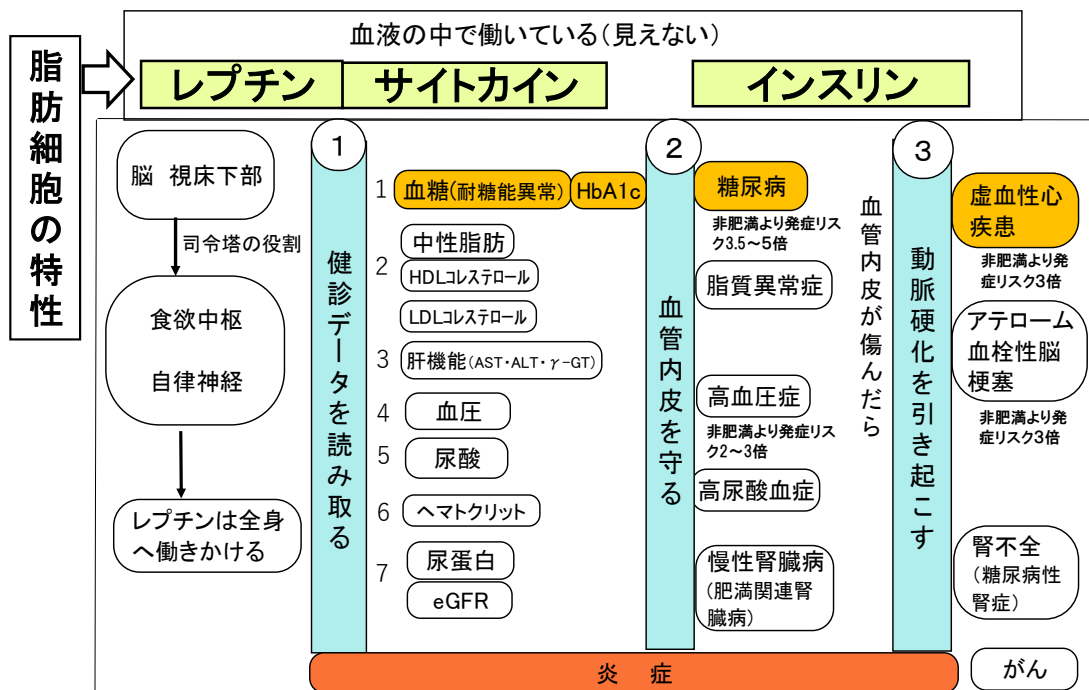 脂肪細胞の特性
血液の中で働いている(見えない)
レプチン
サイトカイン
インスリン
脳 視床下部
司令塔の役割
食欲中枢
自律神経
レプチンは全身
へ働きかける
1
健診データを読み取る
1
血糖(耐糖能異常)
HbA1c
2
中性脂肪
HDLコレステロール
LDLコレステロール
3
肝機能(AST・ALT・γ-GT)
4
血圧
5
尿酸
6
ヘマトクリット
7
尿蛋白
eGFR
2
血管内皮を守る
糖尿病
非肥満より発症リス
ク3.5~5倍
脂質異常症
高血圧症
非肥満より発症リス
ク2~3倍
高尿酸血症
慢性腎臓病
(肥満関連腎
臓病)
血管内皮が傷んだら
3
動脈硬化を引き起こす
虚血性心
疾患
非肥満より発
症リスク3倍
アテローム
血栓性脳
梗塞
非肥満より発
症リスク3倍
腎不全
(糖尿病性
腎症)
がん
炎 症